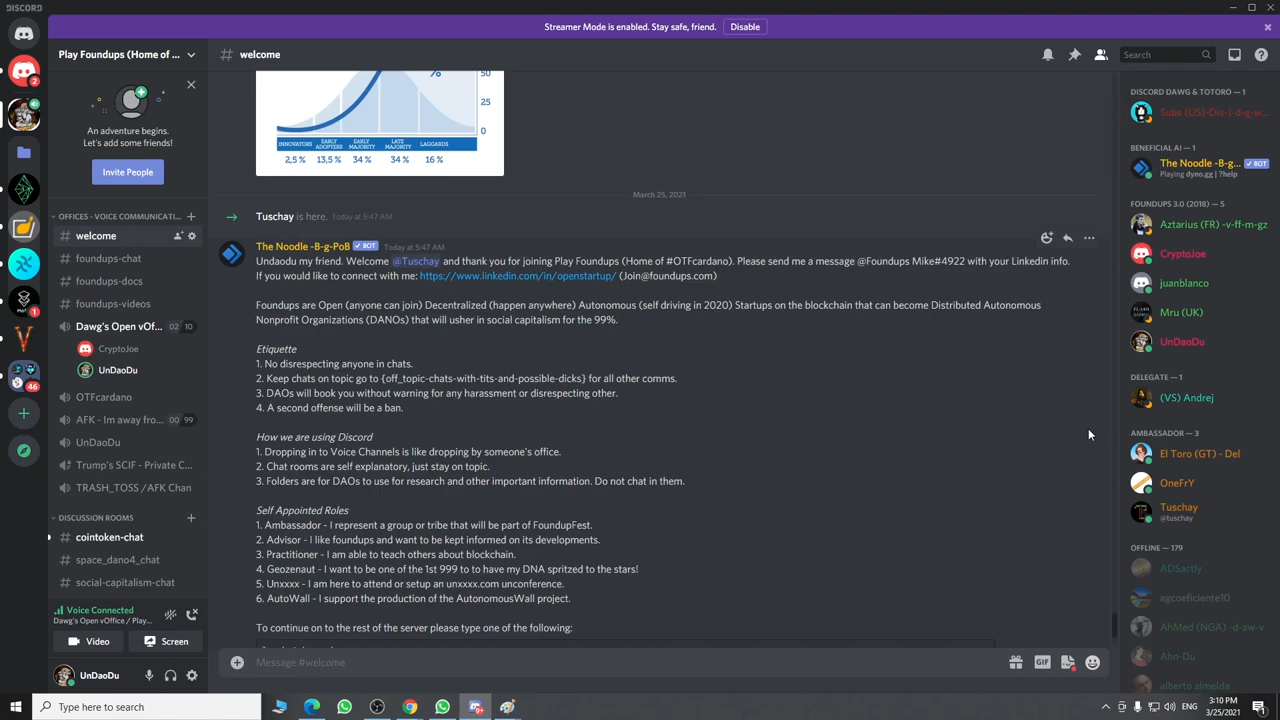 DISCORD
Streamer Mode is enabled. Stay safe, friend.
Disable
Play Foundups (Home of ...
# welcome
Search
An adventure begins.
Let's add some friends!
Invite People
OFFICES - VOICE COMMUNICATI...
welcome
foundups-chat
foundups-docs
foundups-videos
Dawg's Open vOf... 02 10
CryptoJoe
UnDaoDu
OTFcardano
AFK - Im away fro... 00 99
UnDaoDu
Trump's SCIF - Private C...
TRASH_TOSS /AFK Chan
DISCUSSION ROOMS
cointoken-chat
space_dano4_chat
social-capitalism-chat
Voice Connected
Dawg's Open vOffice / Play...
Video
Screen
UnDaoDu
2
1
46
%
50
25
0
INNOVATORS
EARLY ADOPTERS
EARLY MAJORITY
LATE MAJORITY
LAGGARDS
2,5 % 13,5 % 34 % 34 % 16 %
March 25, 2021
Tuschay is here. Today at 5:47 AM
The Noodle -B-g-PoB BOT Today at 5:47 AM
Undaodu my friend. Welcome @Tuschay and thank you for joining Play Foundups (Home of #OTFcardano). Please send me a message @Foundups Mike#4922 with your Linkedin info.
If you would like to connect with me: https://www.linkedin.com/in/openstartup/ (Join@foundups.com)
Foundups are Open (anyone can join) Decentralized (happen anywhere) Autonomous (self driving in 2020) Startups on the blockchain that can become Distributed Autonomous
Nonprofit Organizations (DANOs) that will usher in social capitalism for the 99%.
Etiquette
1. No disrespecting anyone in chats.
2. Keep chats on topic go to {off_topic-chats-with-tits-and-possible-dicks} for all other comms.
3. DAOs will book you without warning for any harassment or disrespecting other.
4. A second offense will be a ban.
How we are using Discord
1. Dropping in to Voice Channels is like dropping by someone's office.
2. Chat rooms are self explanatory, just stay on topic.
3. Folders are for DAOs to use for research and other important information. Do not chat in them.
Self Appointed Roles
1. Ambassador - I represent a group or tribe that will be part of FoundupFest.
2. Advisor - I like foundups and want to be kept informed on its developments.
3. Practitioner - I am able to teach others about blockchain.
4. Geozenaut - I want to be one of the 1st 999 to to have my DNA spritzed to the stars!
5. Unxxxx - I am here to attend or setup an unxxxx.com unconference.
6. AutoWall - I support the production of the AutonomousWall project.
To continue on to the rest of the server please type one of the following:
Message #welcome
GIF
DISCORD DAWG & TOTORO — 1
Subs (US)-Dis-l-d-g-w...
BENEFICIAL AI — 1
The Noodle -B-g... BOT
Playing dyno.gg | ?help
FOUNDUPS 3.0 (2018) — 5
Aztarius (FR) -v-ff-m-gz
CryptoJoe
juanblanco
Mru (UK)
UnDaoDu
DELEGATE — 1
(VS) Andrej
AMBASSADOR — 3
El Toro (GT) - Del
OneFrY
Tuschay
@tuschay
OFFLINE — 179
ADSactly
agcoeficiente10
AhMed (NGA) -d-aw-v
Ahn-Du
alberto almeria
Type here to search
ENG
3:10 PM
3/25/2021